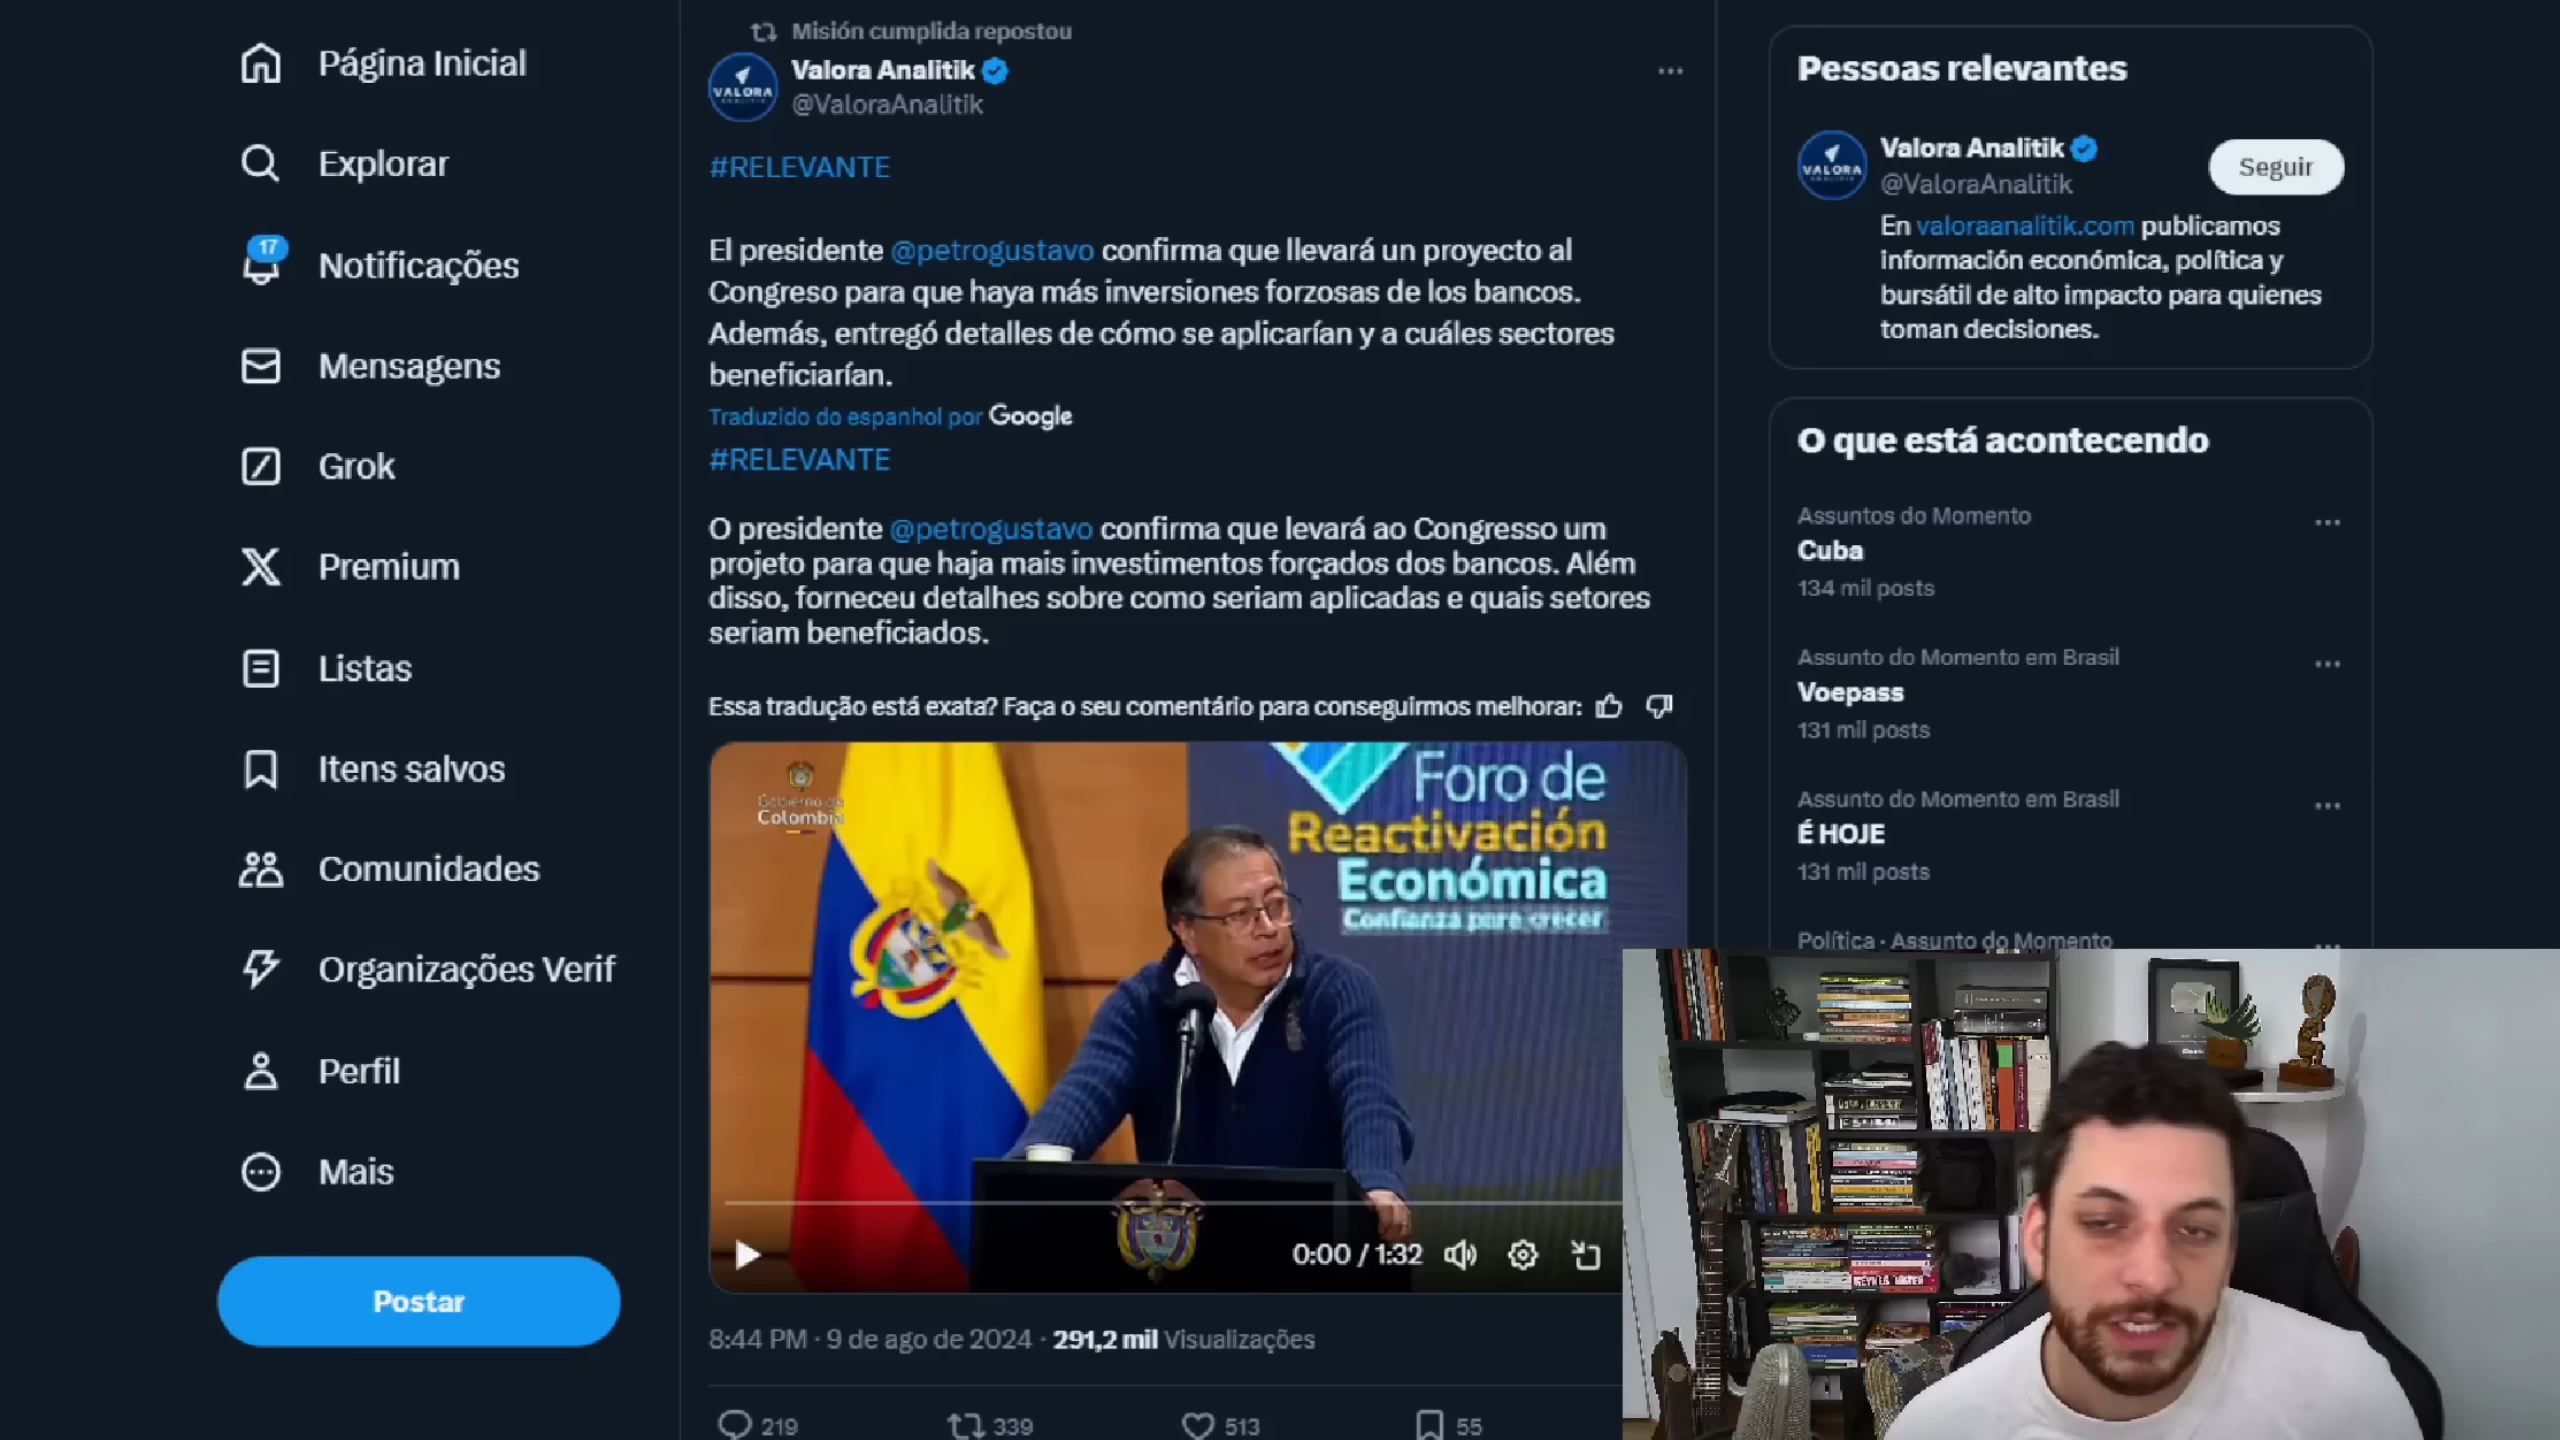 Página Inicial
Explorar
17
Notificações
Mensagens
Grok
Premium
Listas
Itens salvos
Comunidades
Organizações Verif
Perfil
Mais
Postar
Misión cumplida repostou
Valora Analitik
@ValoraAnalitik
VALORA
#RELEVANTE
El presidente @petrogustavo confirma que llevará un proyecto al
Congreso para que haya más inversiones forzosas de los bancos.
Además, entregó detalles de cómo se aplicarían y a cuáles sectores
beneficiarían.
Traduzido do espanhol por Google
#RELEVANTE
O presidente @petrogustavo confirma que levará ao Congresso um
projeto para que haja mais investimentos forçados dos bancos. Além
disso, forneceu detalhes sobre como seriam aplicadas e quais setores
seriam beneficiados.
Essa tradução está exata? Faça o seu comentário para conseguirmos melhorar:
Gobierno de
Colombia
Foro de
Reactivación
Económica
Confianza para crecer
0:00 / 1:32
8:44 PM · 9 de ago de 2024 · 291,2 mil Visualizações
219
339
513
55
Pessoas relevantes
Valora Analitik
@ValoraAnalitik
VALORA
Seguir
En valoraanalitik.com publicamos
información económica, política y
bursátil de alto impacto para quienes
toman decisiones.
O que está acontecendo
Assuntos do Momento
Cuba
134 mil posts
Assunto do Momento em Brasil
Voepass
131 mil posts
Assunto do Momento em Brasil
É HOJE
131 mil posts
Política · Assunto do Momento